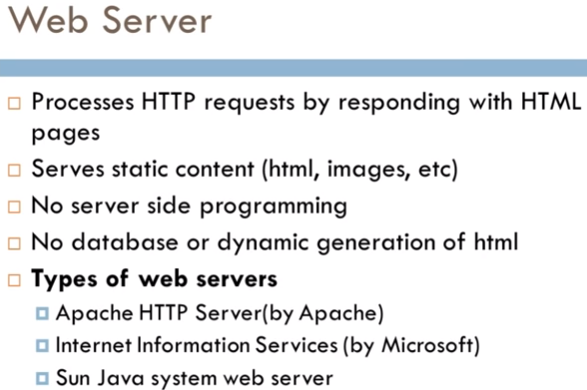 Web Server
Processes HTTP requests by responding with HTML
pages
Serves static content (html, images, etc)
No server side programming
No database or dynamic generation of html
Types of web servers
Apache HTTP Server(by Apache)
Internet Information Services (by Microsoft)
Sun Java system web server